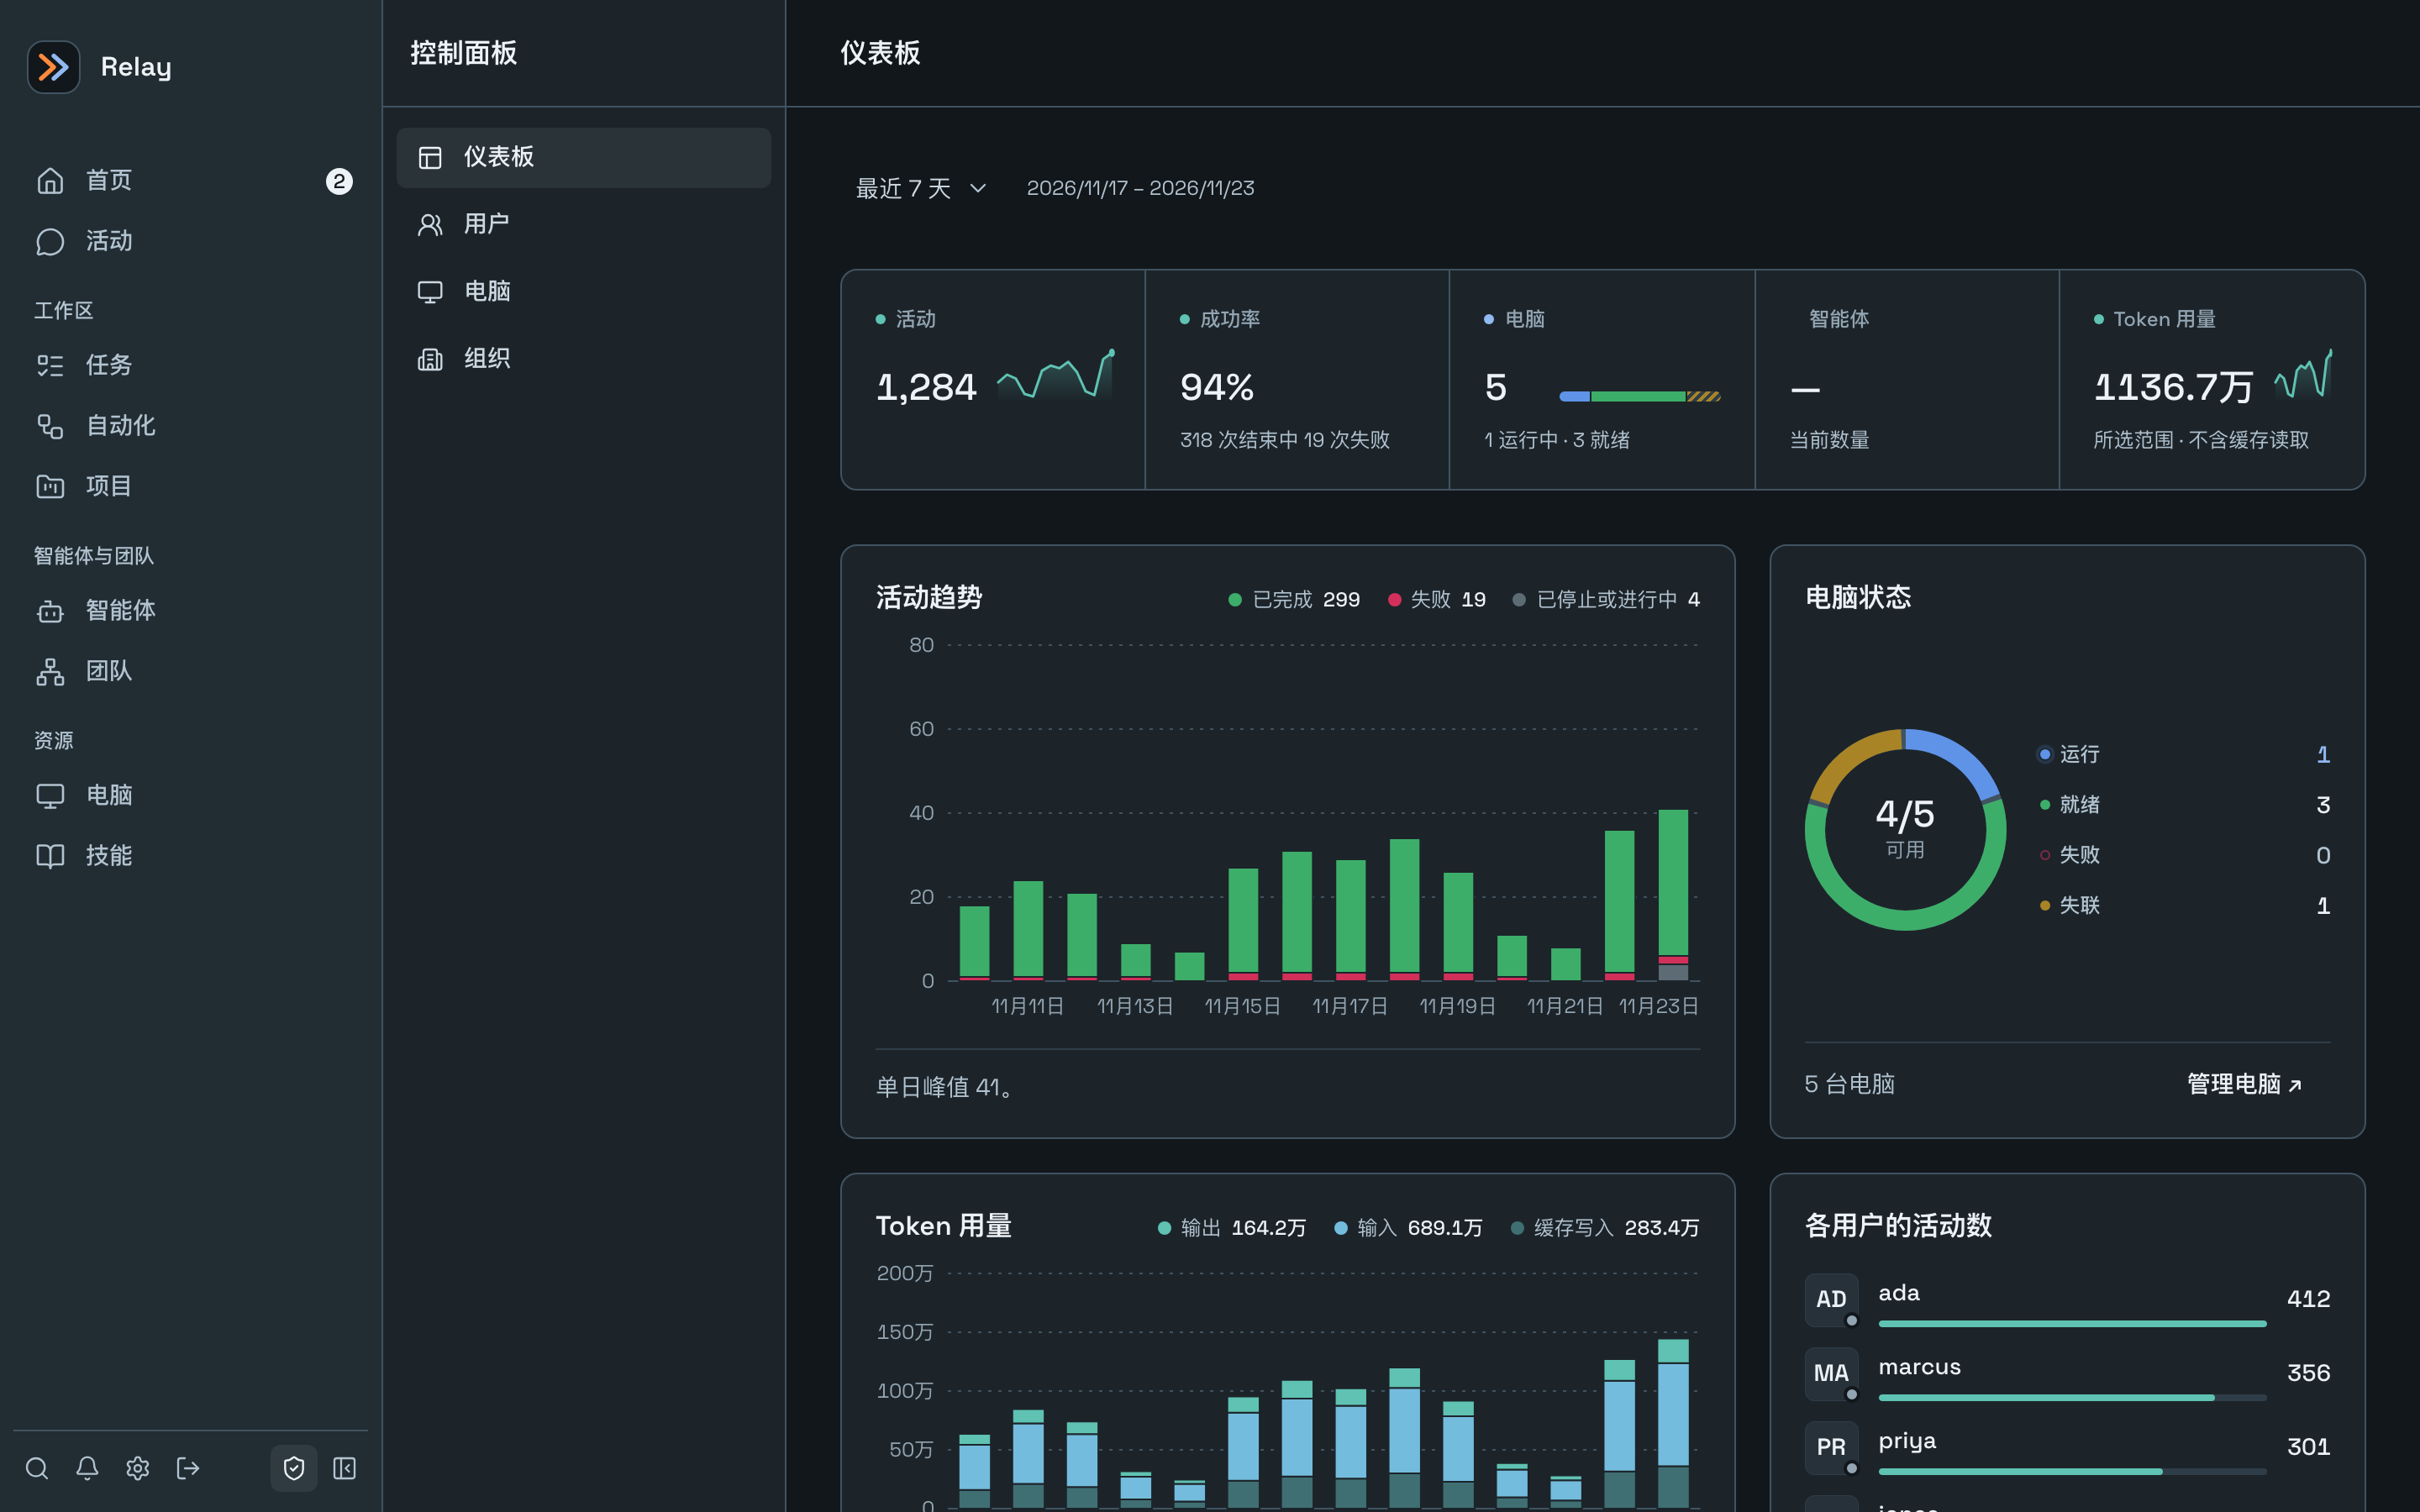 Relay
首页
2
活动
工作区
任务
自动化
项目
智能体与团队
智能体
团队
资源
电脑
技能
控制面板
仪表板
用户
电脑
组织
仪表板
最近 7 天
2026/11/17 – 2026/11/23
活动
1,284
成功率
94%
318 次结束中 19 次失败
电脑
5
1 运行中 · 3 就绪
智能体
—
当前数量
Token 用量
1136.7万
所选范围 · 不含缓存读取
活动趋势
已完成 299
失败 19
已停止或进行中 4
80
60
40
20
0
11月11日
11月13日
11月15日
11月17日
11月19日
11月21日
11月23日
单日峰值 41。
电脑状态
4/5
可用
运行 1
就绪 3
失败 0
失联 1
5 台电脑
管理电脑
Token 用量
输出 164.2万
输入 689.1万
缓存写入 283.4万
200万
150万
100万
50万
0
各用户的活动数
AD
ada
412
MA
marcus
356
PR
priya
301